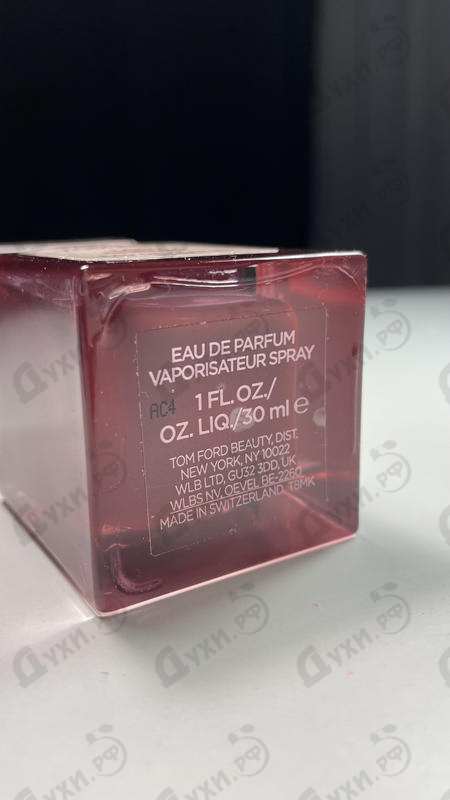 EAU DE PARFUM
VAPORISATEUR SPRAY
AC4
1 FL.OZ./
OZ. LIQ./30 ml e
TOM FORD BEAUTY, DIST.
NEW YORK, NY 10022
WLB LTD, GU32 3DD, UK
WLBS NV, OEVEL BE-2260
MADE IN SWITZERLAND T8MK
Духи.РФ